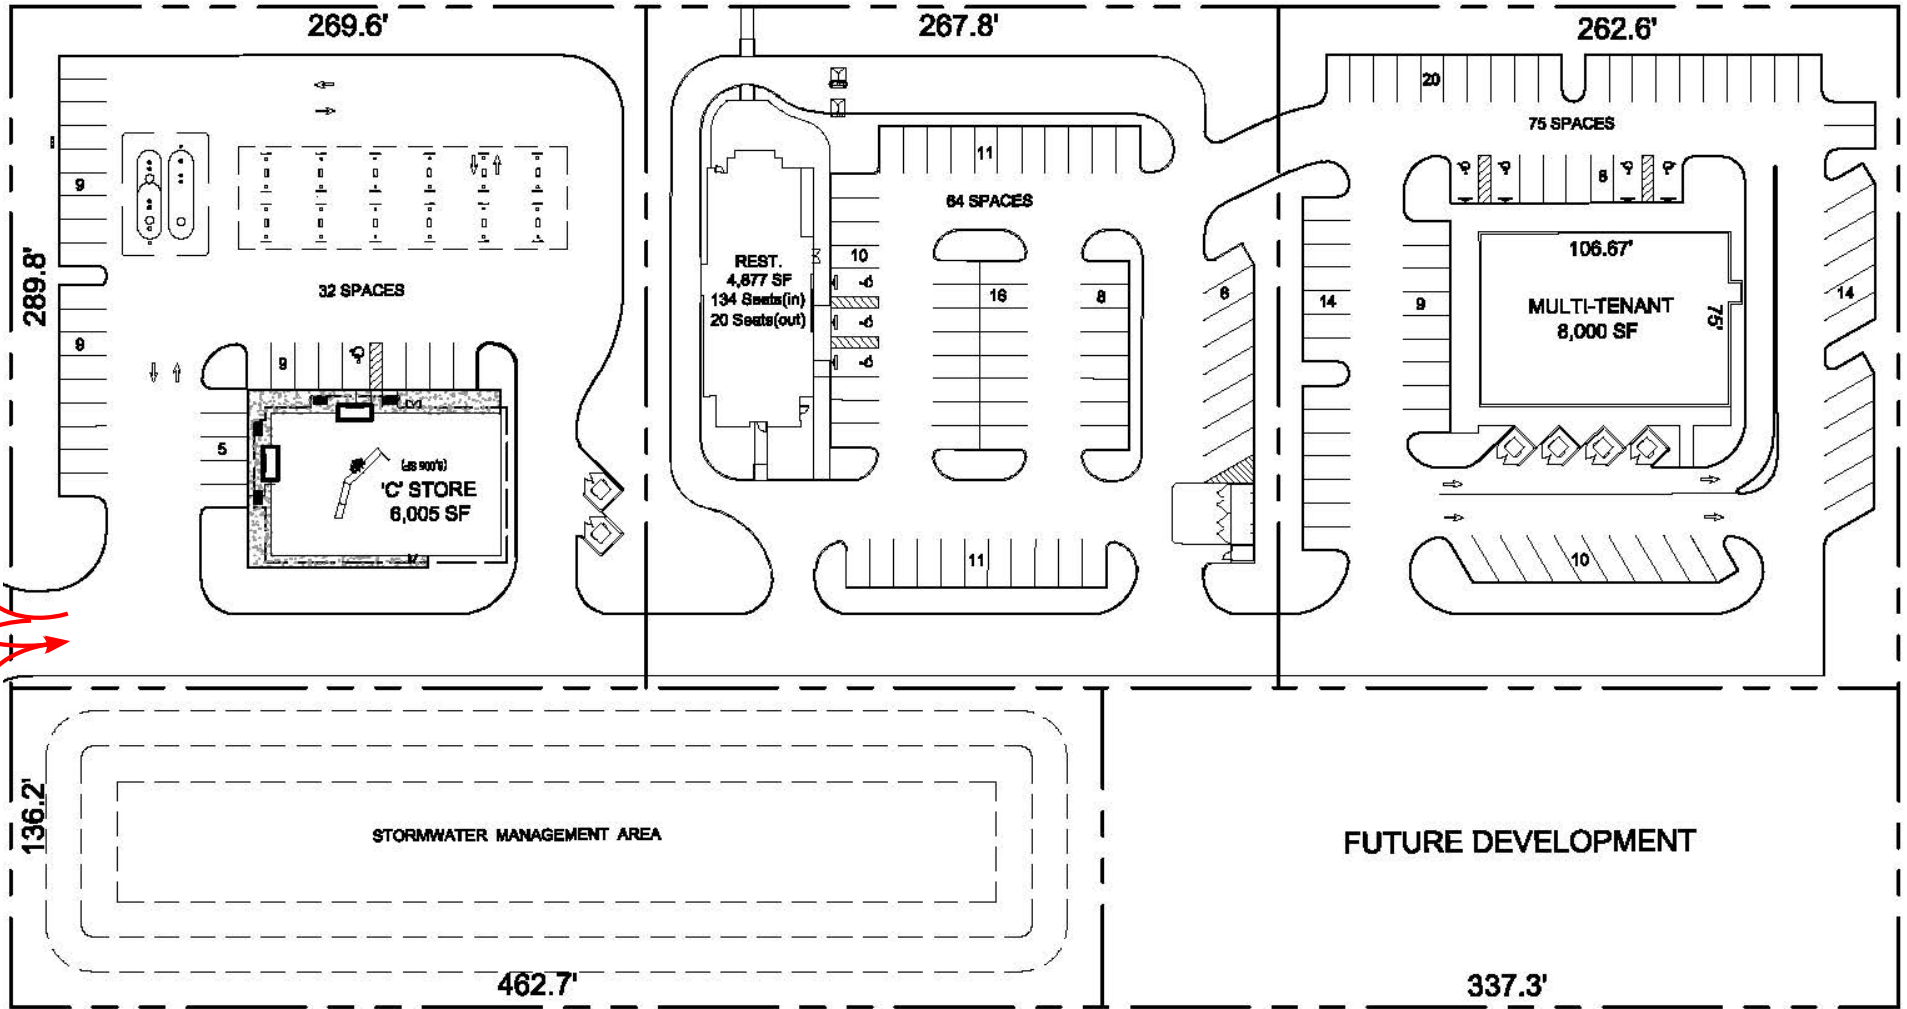 269.6'
267.8'
262.6'
20
75 SPACES
11
9
8
64 SPACES
106.67'
REST.
4,877 SF
134 Seats(in)
20 Seats(out)
10
289.8'
32 SPACES
16
8
6
14
9
MULTI-TENANT
8,000 SF
75'
14
9
9
5
'C' STORE
6,005 SF
11
10
136.2'
STORMWATER MANAGEMENT AREA
FUTURE DEVELOPMENT
462.7'
337.3'